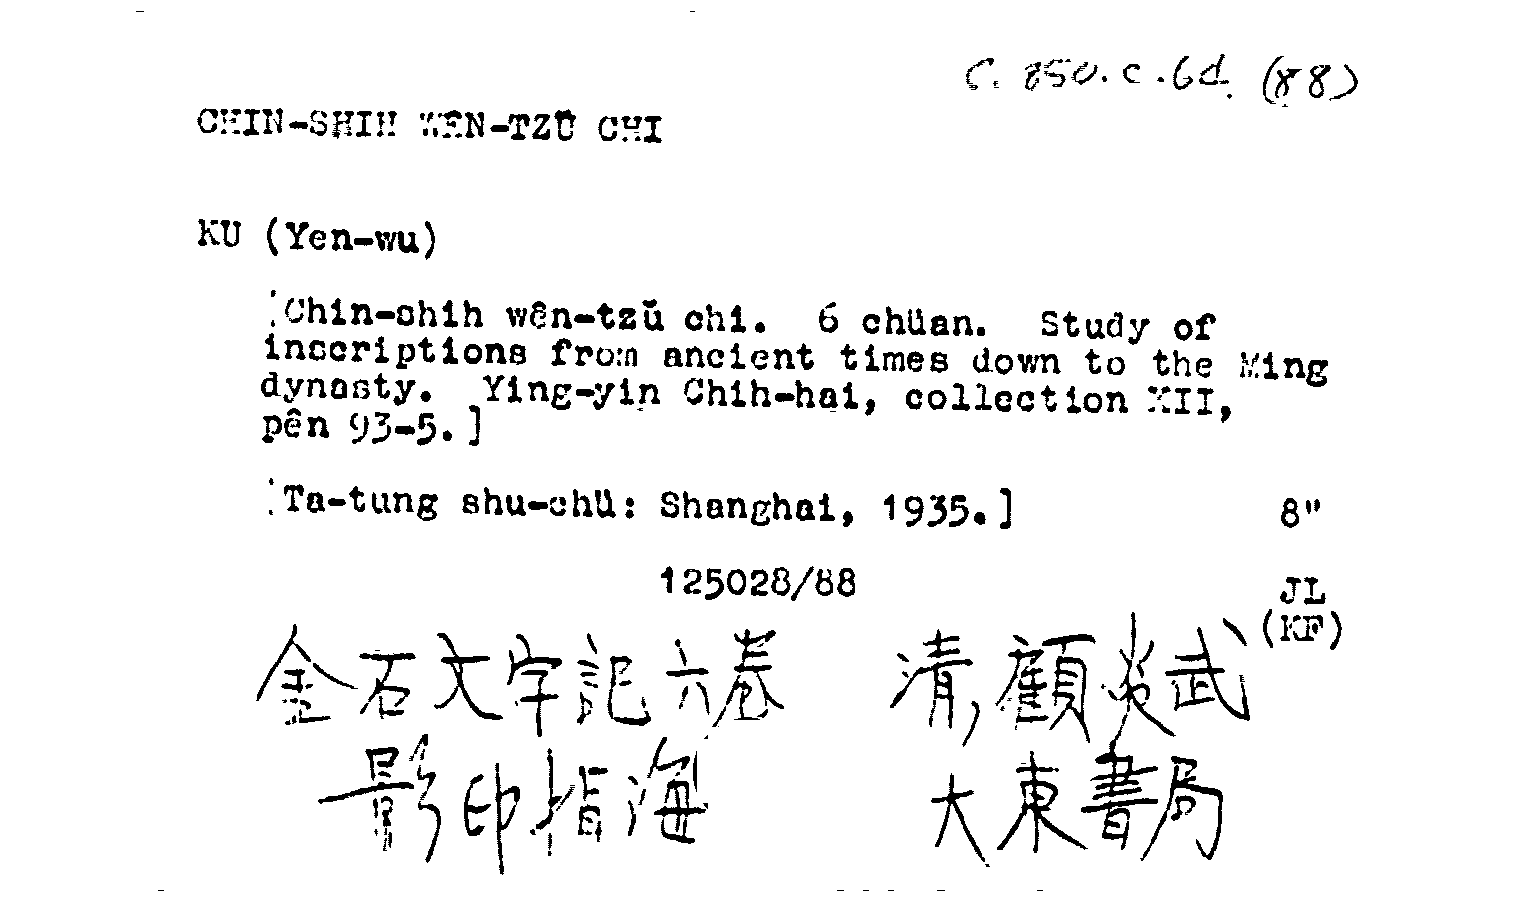 C. 850.c.6d. (88)
CHIN-SHIH WÊN-TZŬ CHI
KU (Yen-wu)
[Chin-shih wên-tzŭ chi. 6 chüan. Study of
inscriptions from ancient times down to the Ming
dynasty. Ying-yin Chih-hai, collection XII,
pên 93-5.]
[Ta-tung shu-chü: Shanghai, 1935.] 8"
125028/88
JL
(KF)
金石文字記六卷 清,顧炎武
影印指海 大東書局